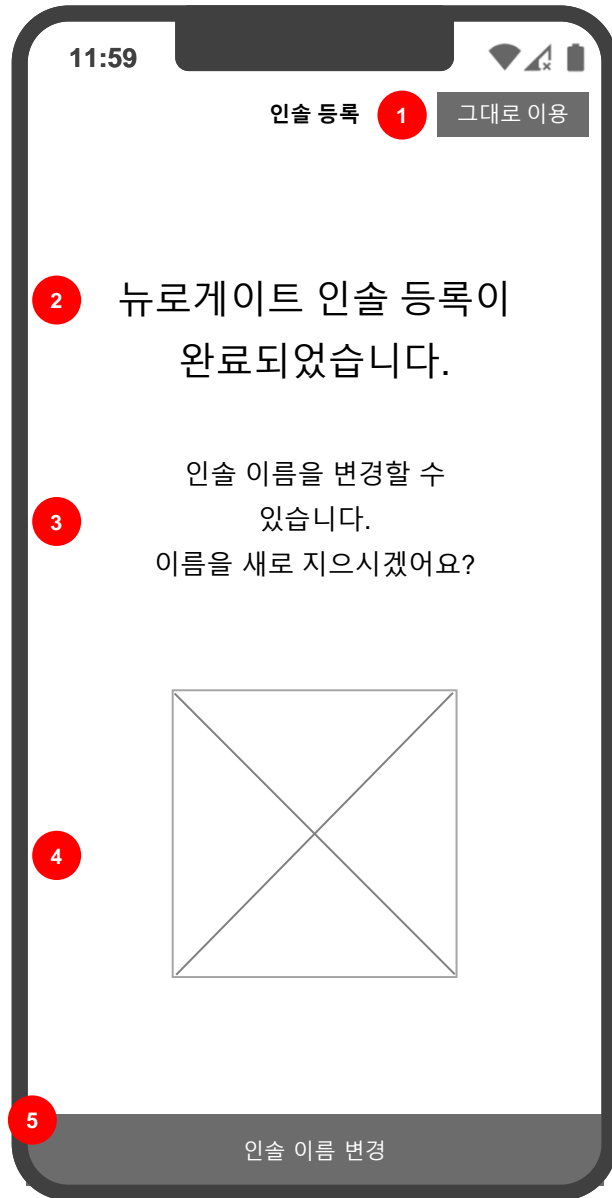 11:59
인솔 등록 1 그대로 이용
2 뉴로게이트 인솔 등록이
완료되었습니다.
인솔 이름을 변경할 수
3 있습니다.
이름을 새로 지으시겠어요?
4
5
인솔 이름 변경